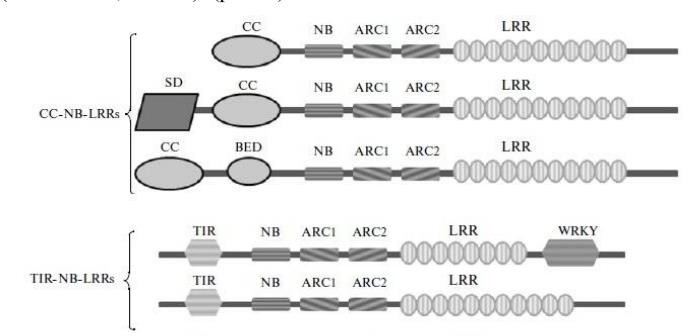 CC NB ARC1 ARC2 LRR
SD CC NB ARC1 ARC2 LRR
CC-NB-LRRs
CC BED NB ARC1 ARC2 LRR
TIR NB ARC1 ARC2 LRR WRKY
TIR-NB-LRRs
TIR NB ARC1 ARC2 LRR